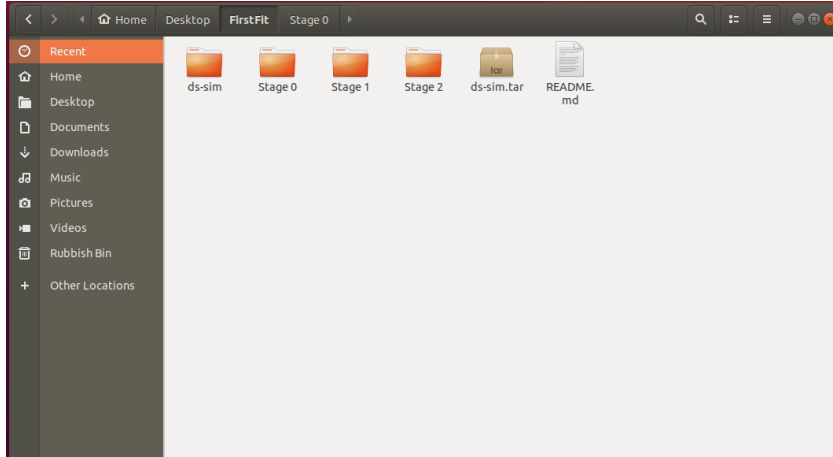 Home Desktop FirstFit Stage 0
Recent
Home
Desktop
Documents
Downloads
Music
Pictures
Videos
Rubbish Bin
Other Locations
ds-sim
Stage 0
Stage 1
Stage 2
ds-sim.tar
README.
md
tar